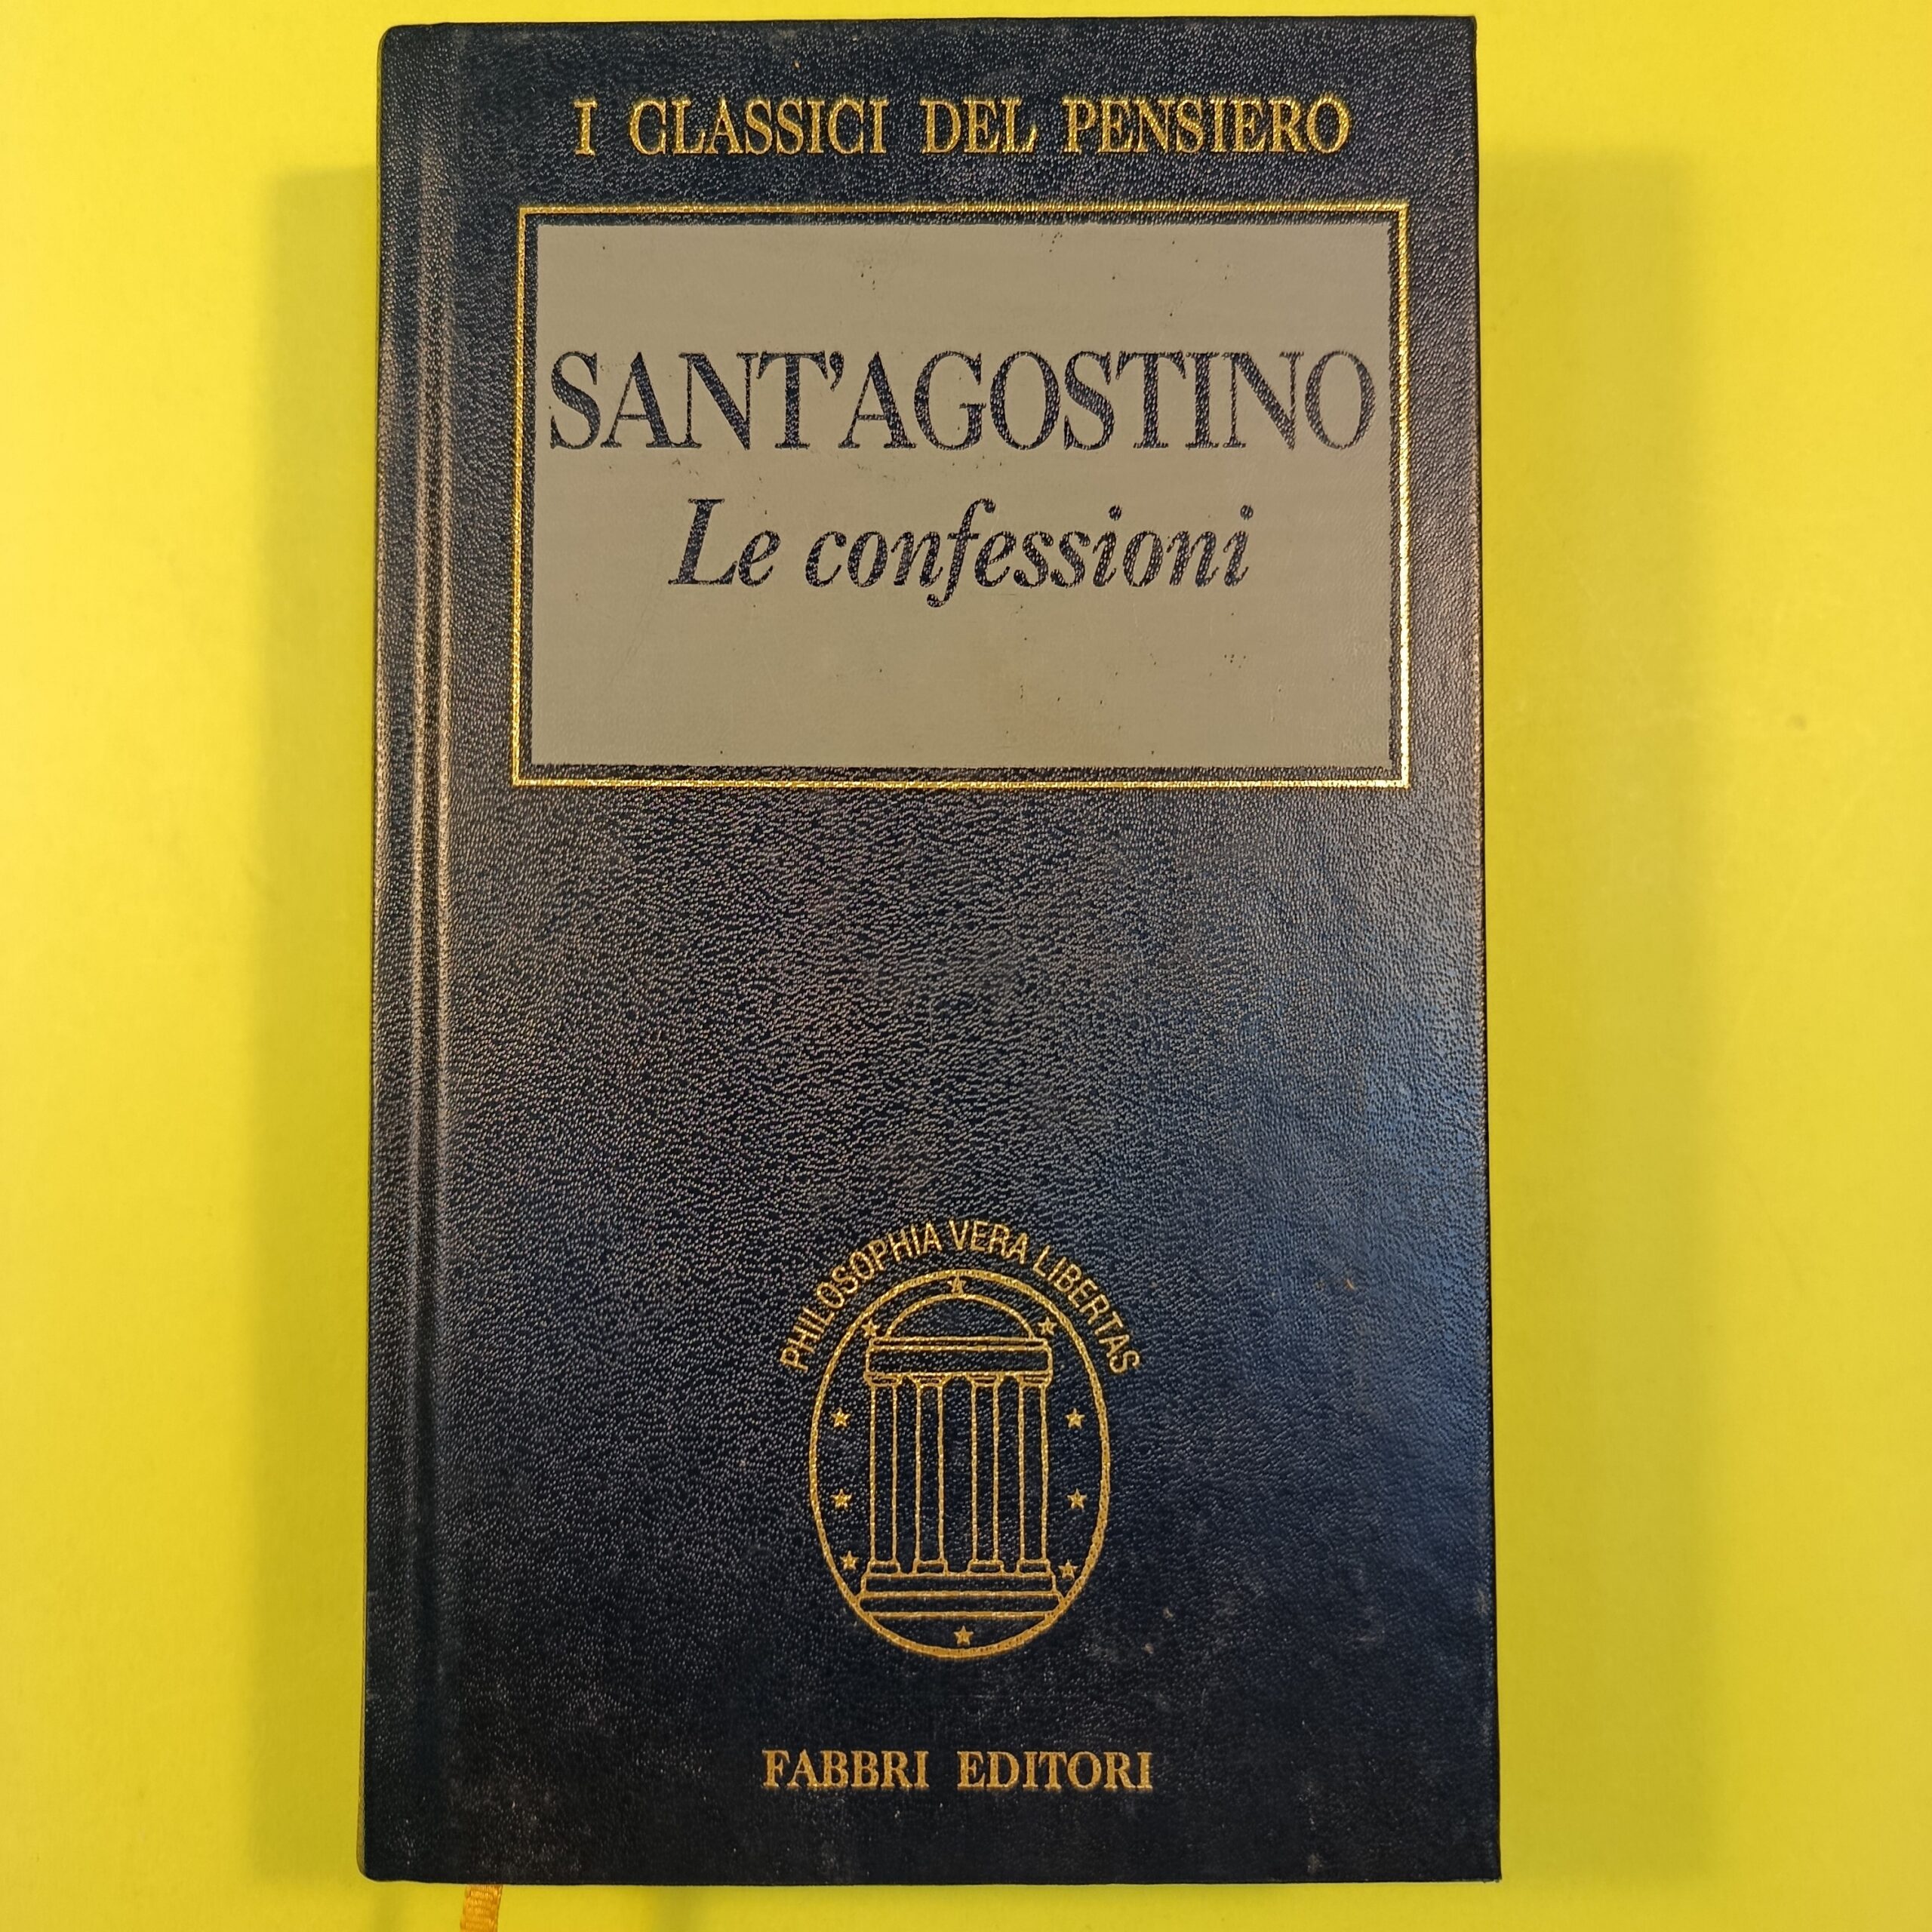 I CLASSICI DEL PENSIERO
SANT'AGOSTINO
Le confessioni
PHILOSOPHIA VERA LIBERTAS
FABBRI EDITORI